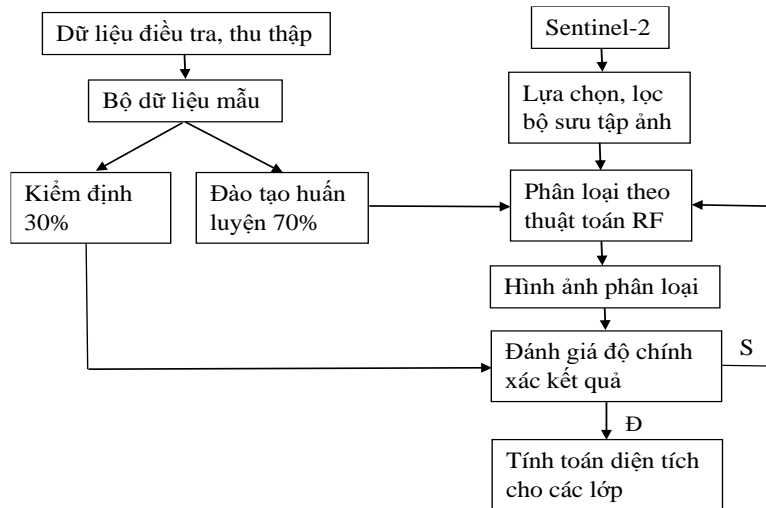 Dữ liệu điều tra, thu thập
Sentinel-2
Bộ dữ liệu mẫu
Lựa chọn, lọc
bộ sưu tập ảnh
Kiểm định
30%
Đào tạo huấn
luyện 70%
Phân loại theo
thuật toán RF
Hình ảnh phân loại
Đánh giá độ chính
xác kết quả
S
Đ
Tính toán diện tích
cho các lớp